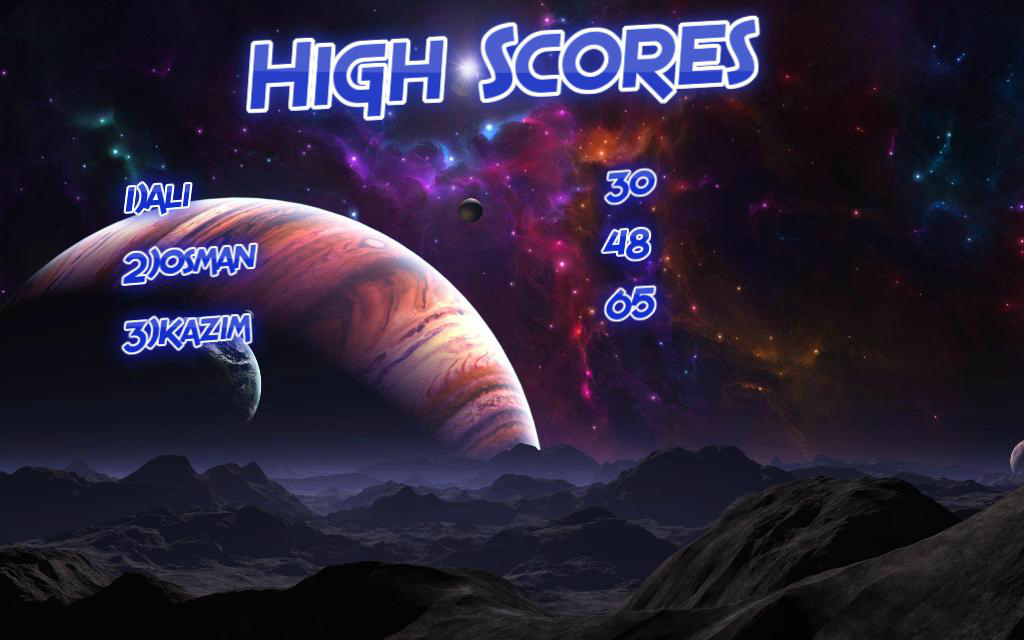 HIGH SCORES
1)ALI 30
2)OSMAN 48
3)KAZIM 65